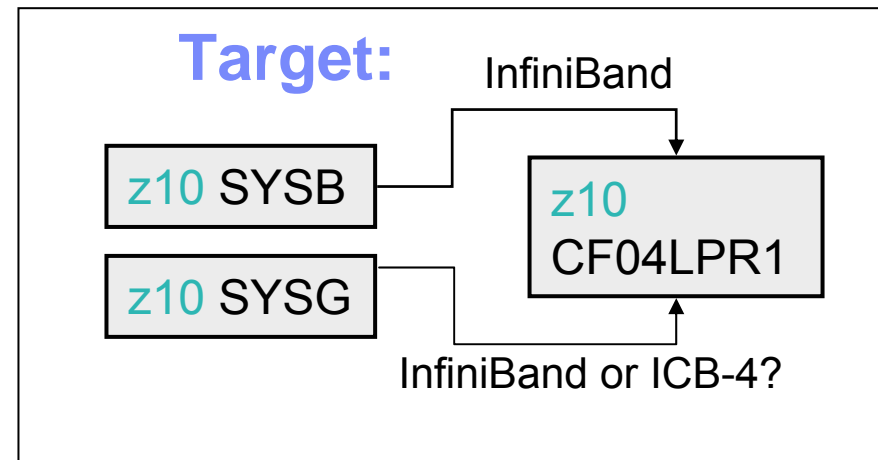 Target:
InfiniBand
z10 SYSB
z10
CF04LPR1
z10 SYSG
InfiniBand or ICB-4?